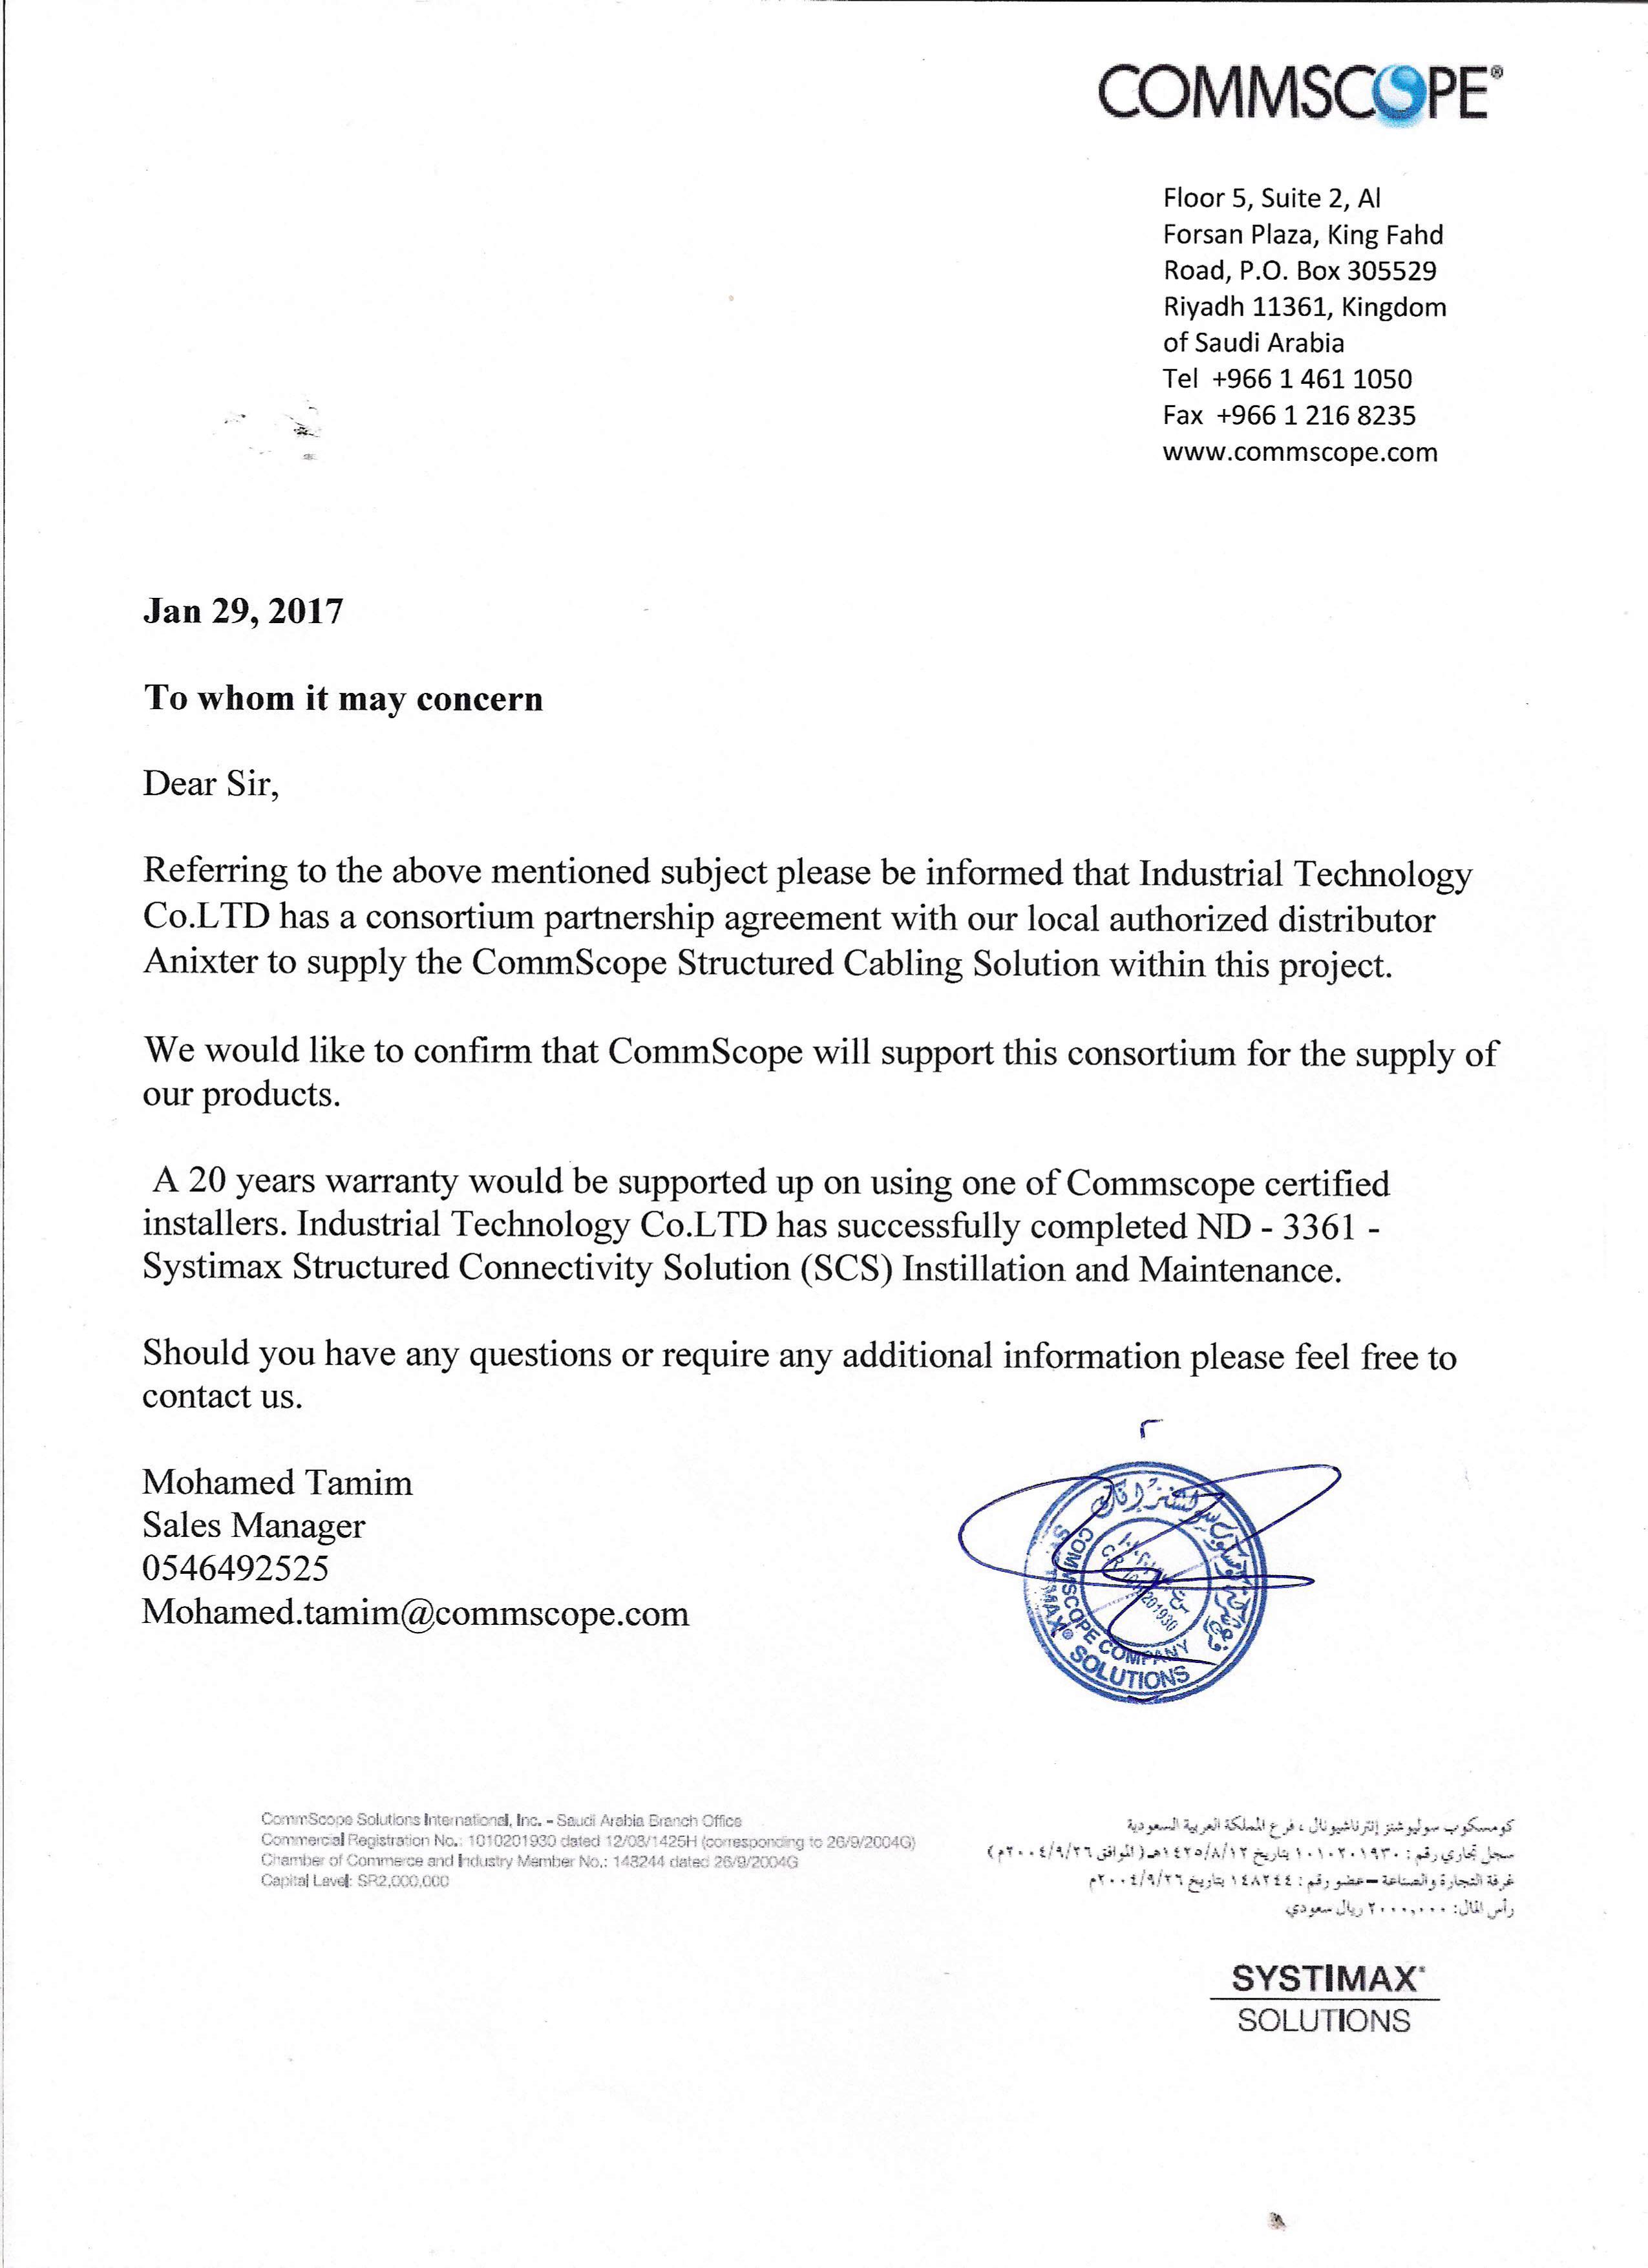 COMMSCOPE®
Floor 5, Suite 2, Al
Forsan Plaza, King Fahd
Road, P.O. Box 305529
Riyadh 11361, Kingdom
of Saudi Arabia
Tel +966 1 461 1050
Fax +966 1 216 8235
www.commscope.com
Jan 29, 2017
To whom it may concern
Dear Sir,
Referring to the above mentioned subject please be informed that Industrial Technology
Co.LTD has a consortium partnership agreement with our local authorized distributor
Anixter to supply the CommScope Structured Cabling Solution within this project.
We would like to confirm that CommScope will support this consortium for the supply of
our products.
A 20 years warranty would be supported up on using one of Commscope certified
installers. Industrial Technology Co.LTD has successfully completed ND - 3361 -
Systimax Structured Connectivity Solution (SCS) Instillation and Maintenance.
Should you have any questions or require any additional information please feel free to
contact us.
Mohamed Tamim
Sales Manager
0546492525
Mohamed.tamim@commscope.com
COMMSCOPE COMPANY
SOLUTIONS
CommScope Solutions International, Inc. – Saudi Arabia Branch Office
Commercial Registration No.: 1010201930 dated 12/08/1425H (corresponding to 26/9/2004G)
Chamber of Commerce and Industry Member No.: 148244 dated 26/9/2004G
Capital Level: SR2,000,000
كومسكوب سوليوشنز إنترناشيونال ، فرع المملكة العربية السعودية
سجل تجاري رقم : ١٠١٠٢٠١٩٣٠ بتاريخ ١٤٢٥/٨/١٢هـ (الموافق ٢٠٠٤/٩/٢٦م)
غرفة التجارة والصناعة – عضو رقم : ١٤٨٢٤٤ بتاريخ ٢٠٠٤/٩/٢٦م
رأس المال: ٢٠٠٠,٠٠٠ ريال سعودي
SYSTIMAX®
SOLUTIONS